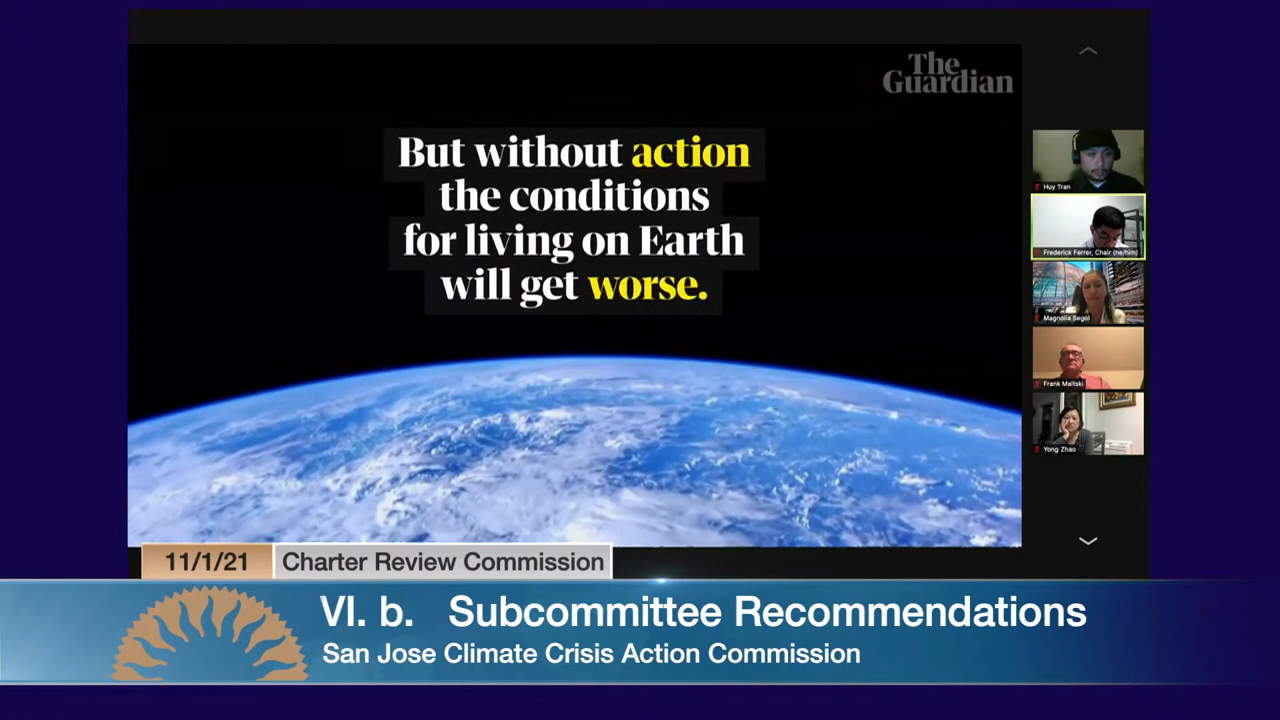 The
Guardian
But without action
the conditions
for living on Earth
will get worse.
Huy Tran
Frederick Ferrer, Chair (he/him)
Magnolia Segol
Frank Maitski
Yong Zhao
11/1/21
Charter Review Commission
VI. b. Subcommittee Recommendations
San Jose Climate Crisis Action Commission